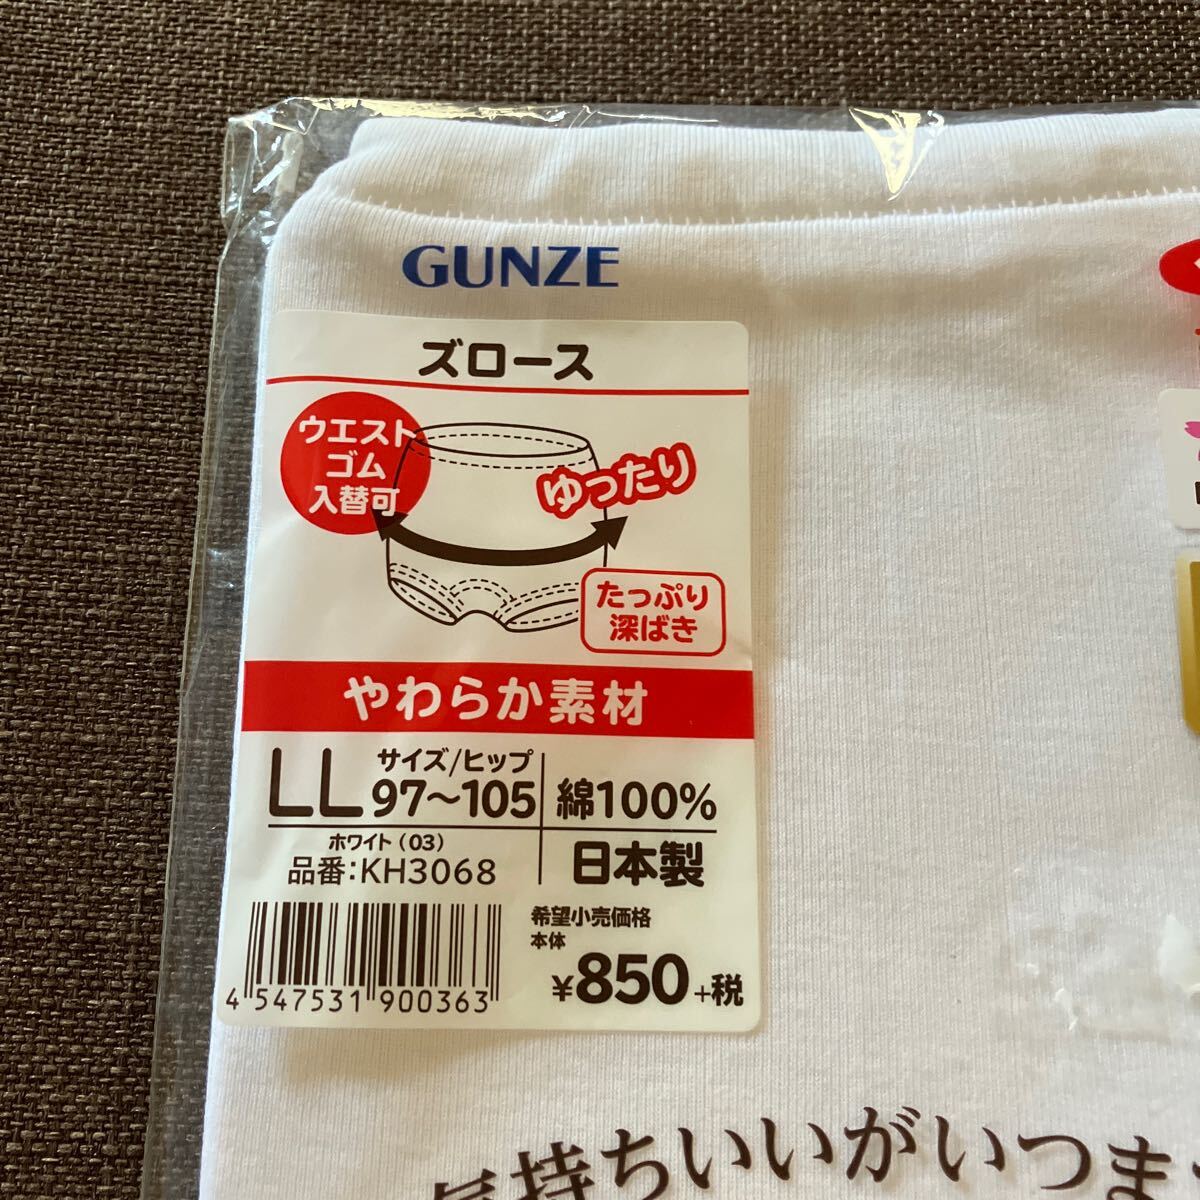 GUNZE
ズロース
ウエスト
ゴム
入替可
ゆったり
たっぷり
深ばき
やわらか素材
LL
サイズ/ヒップ
97〜105
綿100%
ホワイト(03)
品番:KH3068
日本製
希望小売価格
本体
¥850+税
4 547531 900363
気持ちいいがいつま